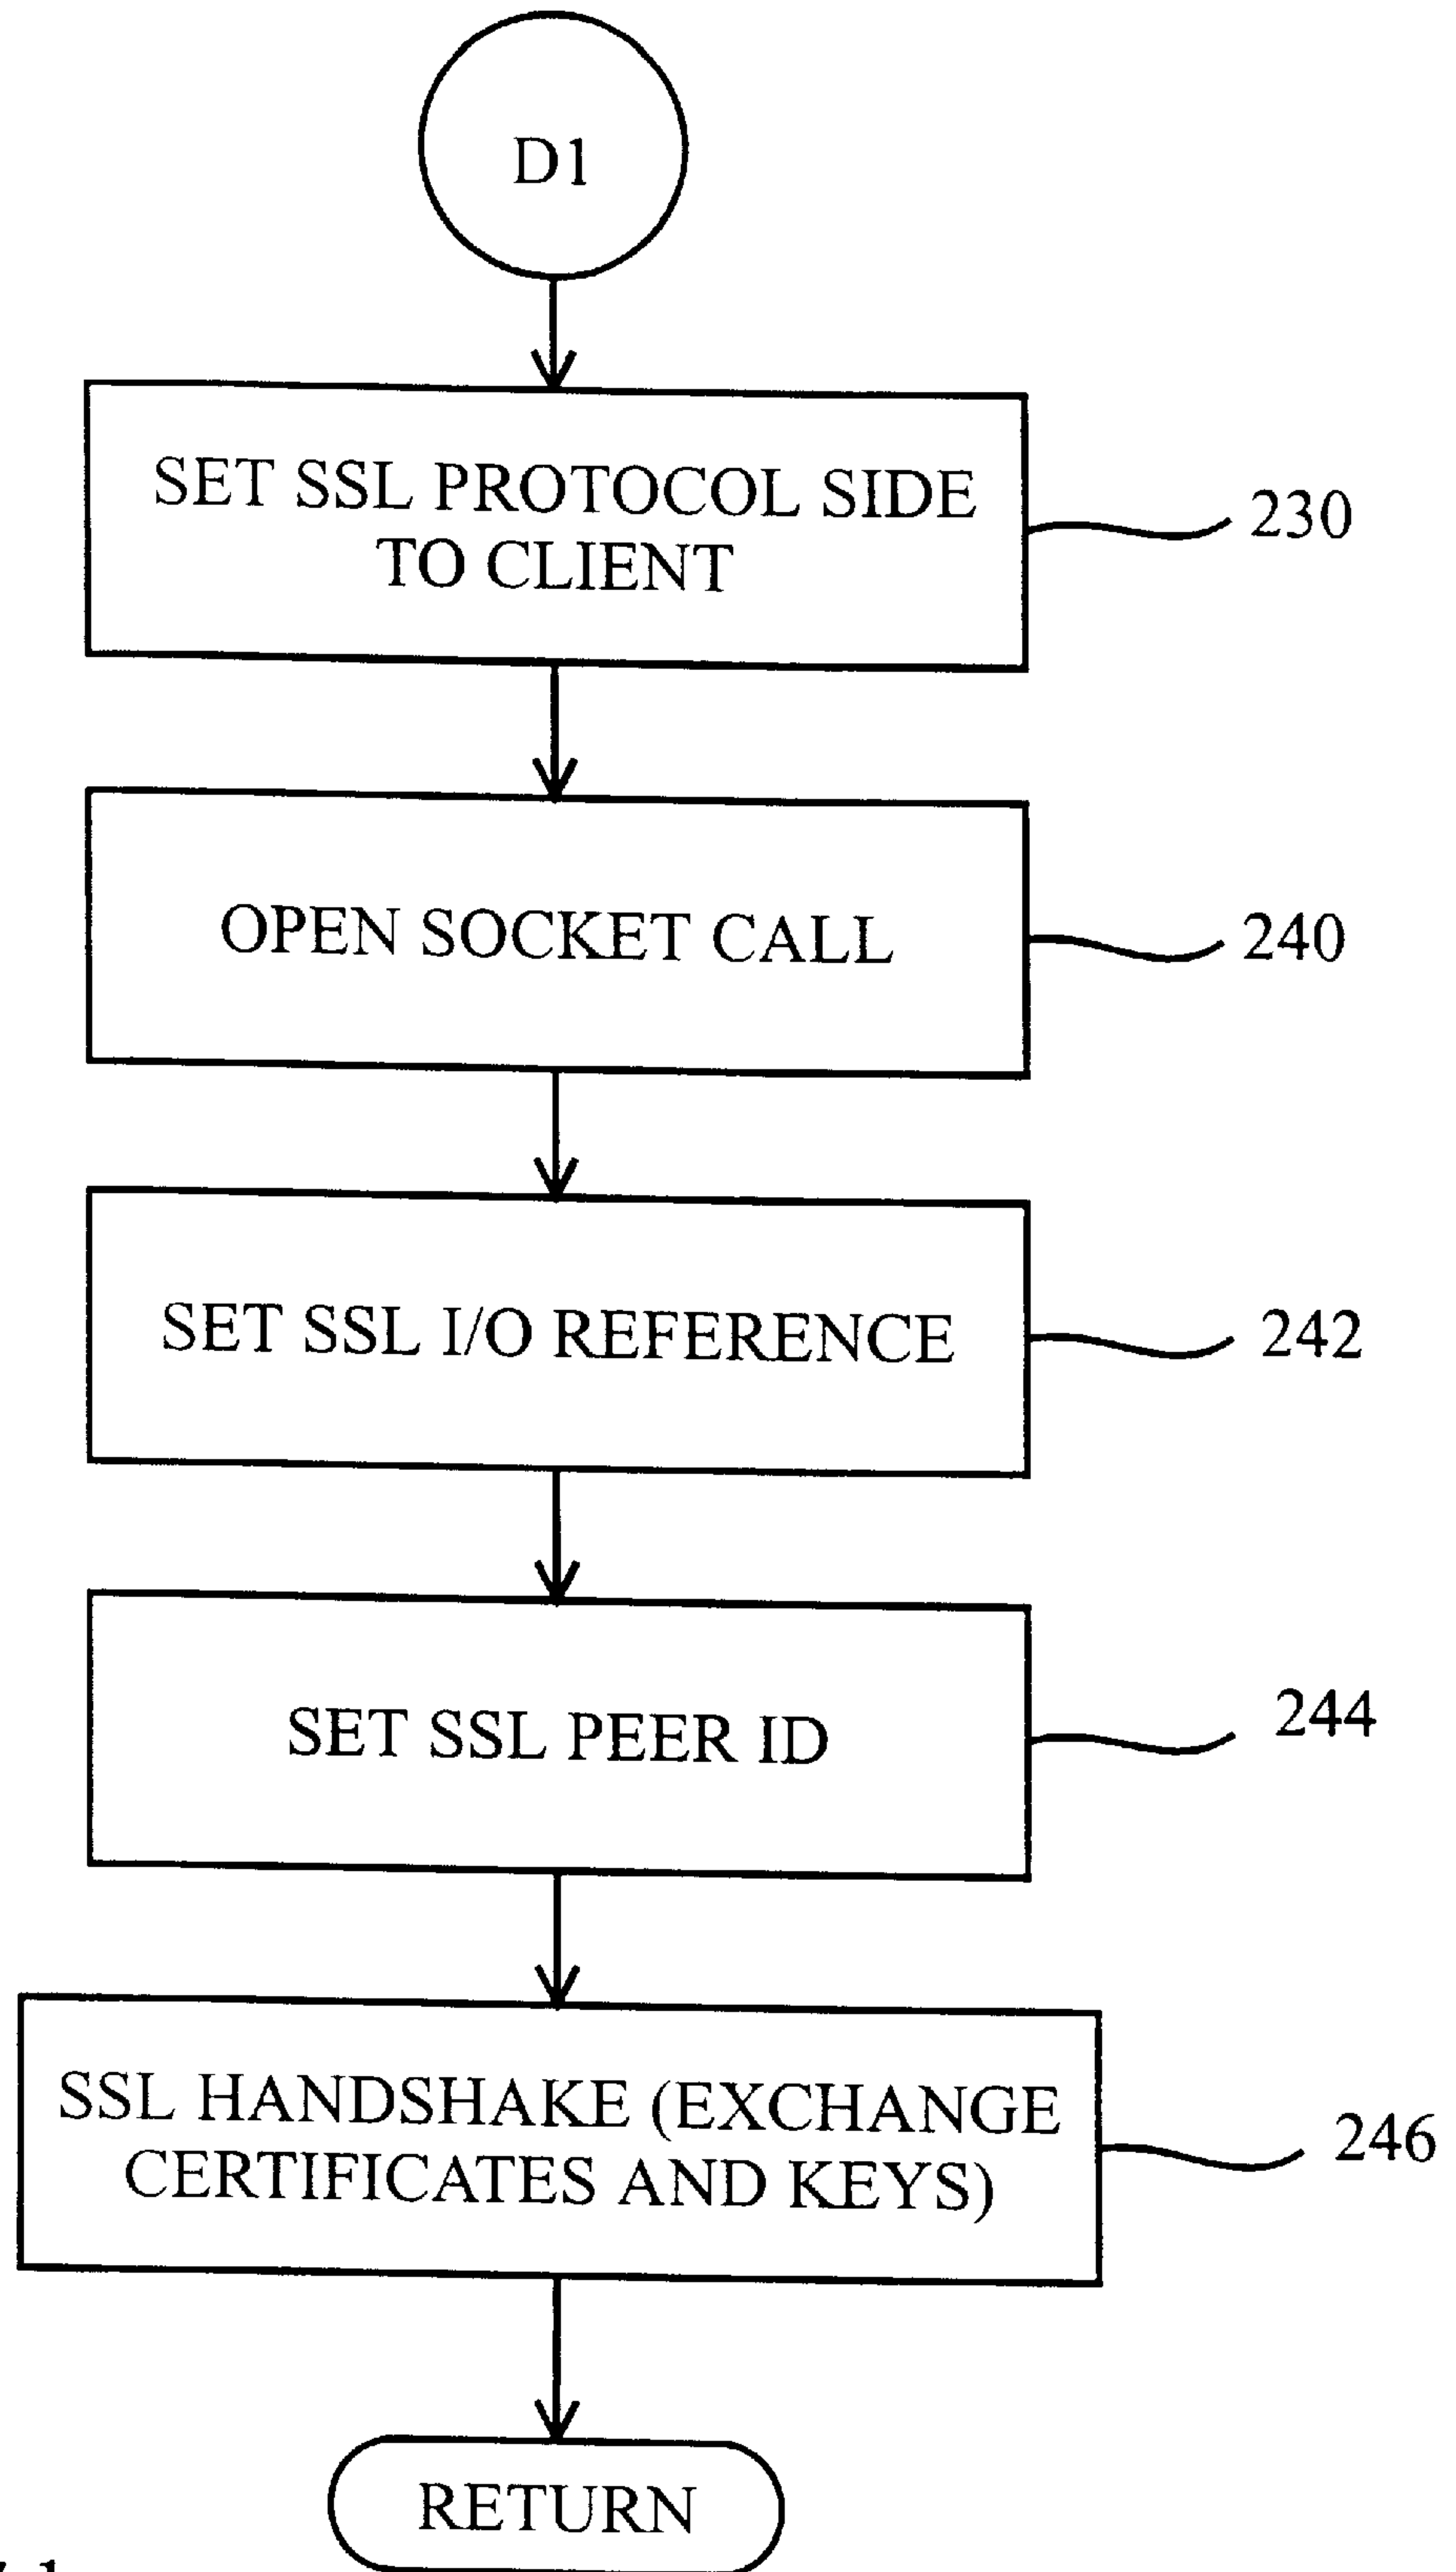 D1
SET SSL PROTOCOL SIDE
TO CLIENT
230
OPEN SOCKET CALL
240
SET SSL I/O REFERENCE
242
SET SSL PEER ID
244
SSL HANDSHAKE (EXCHANGE
CERTIFICATES AND KEYS)
246
RETURN